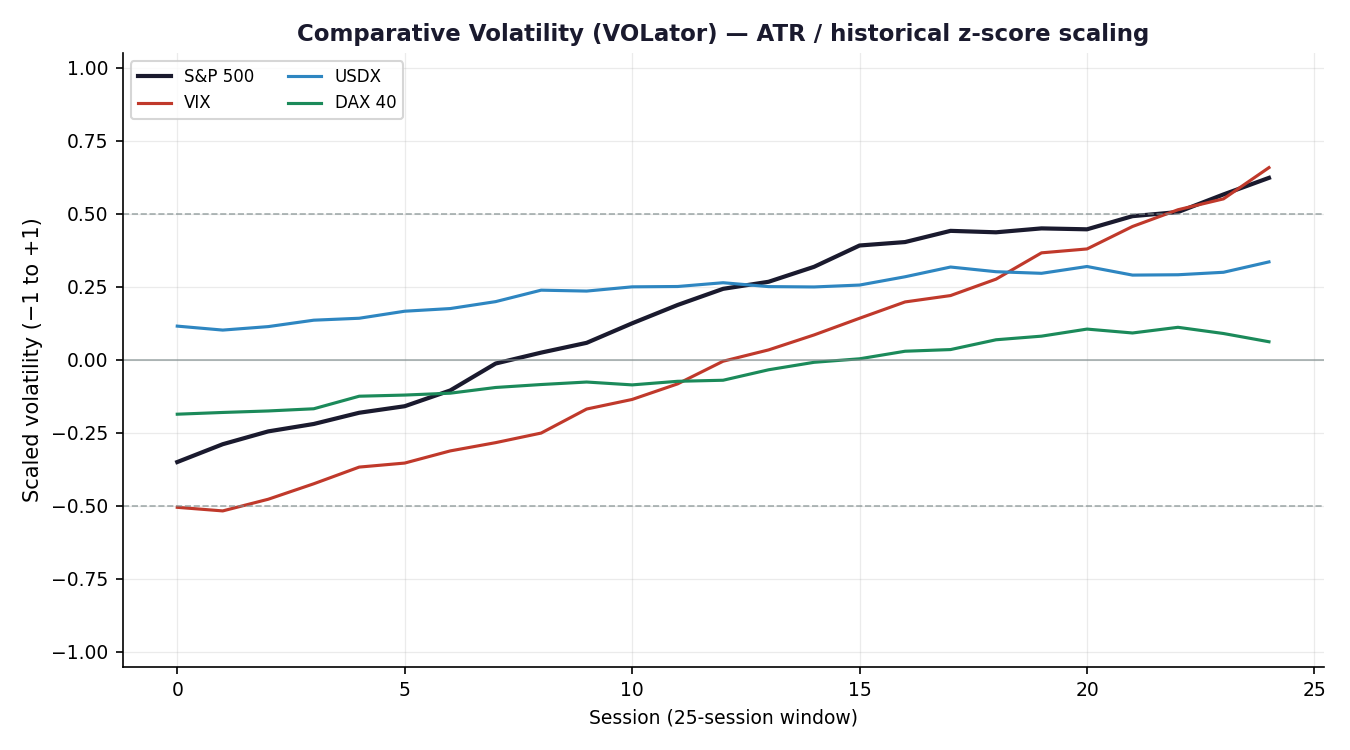 Comparative Volatility (VOLator) — ATR / historical z-score scaling
S&P 500
USDX
VIX
DAX 40
Scaled volatility (−1 to +1)
1.00
0.75
0.50
0.25
0.00
−0.25
−0.50
−0.75
−1.00
0
5
10
15
20
25
Session (25-session window)